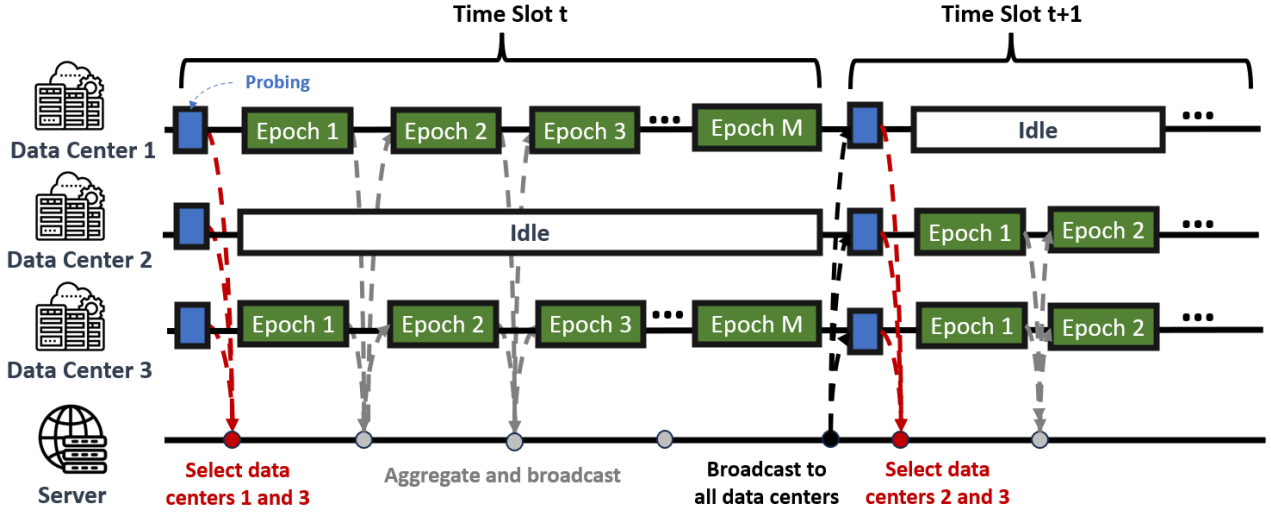 Time Slot t
Time Slot t+1
Probing
Data Center 1
Epoch 1
Epoch 2
Epoch 3
...
Epoch M
Idle
...
Data Center 2
Idle
Epoch 1
Epoch 2
...
Data Center 3
Epoch 1
Epoch 2
Epoch 3
...
Epoch M
Epoch 1
Epoch 2
...
Server
Select data
centers 1 and 3
Aggregate and broadcast
Broadcast to
all data centers
Select data
centers 2 and 3